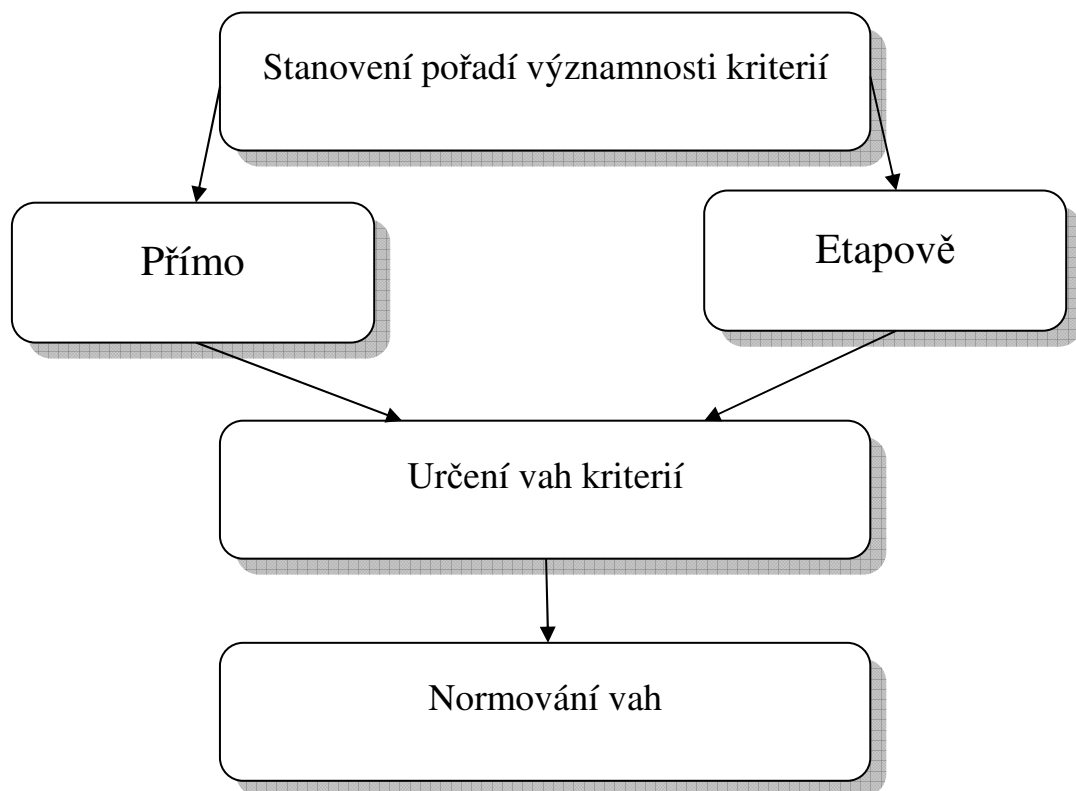 Stanovení pořadí významnosti kriterií
Přímo
Etapově
Určení vah kriterií
Normování vah